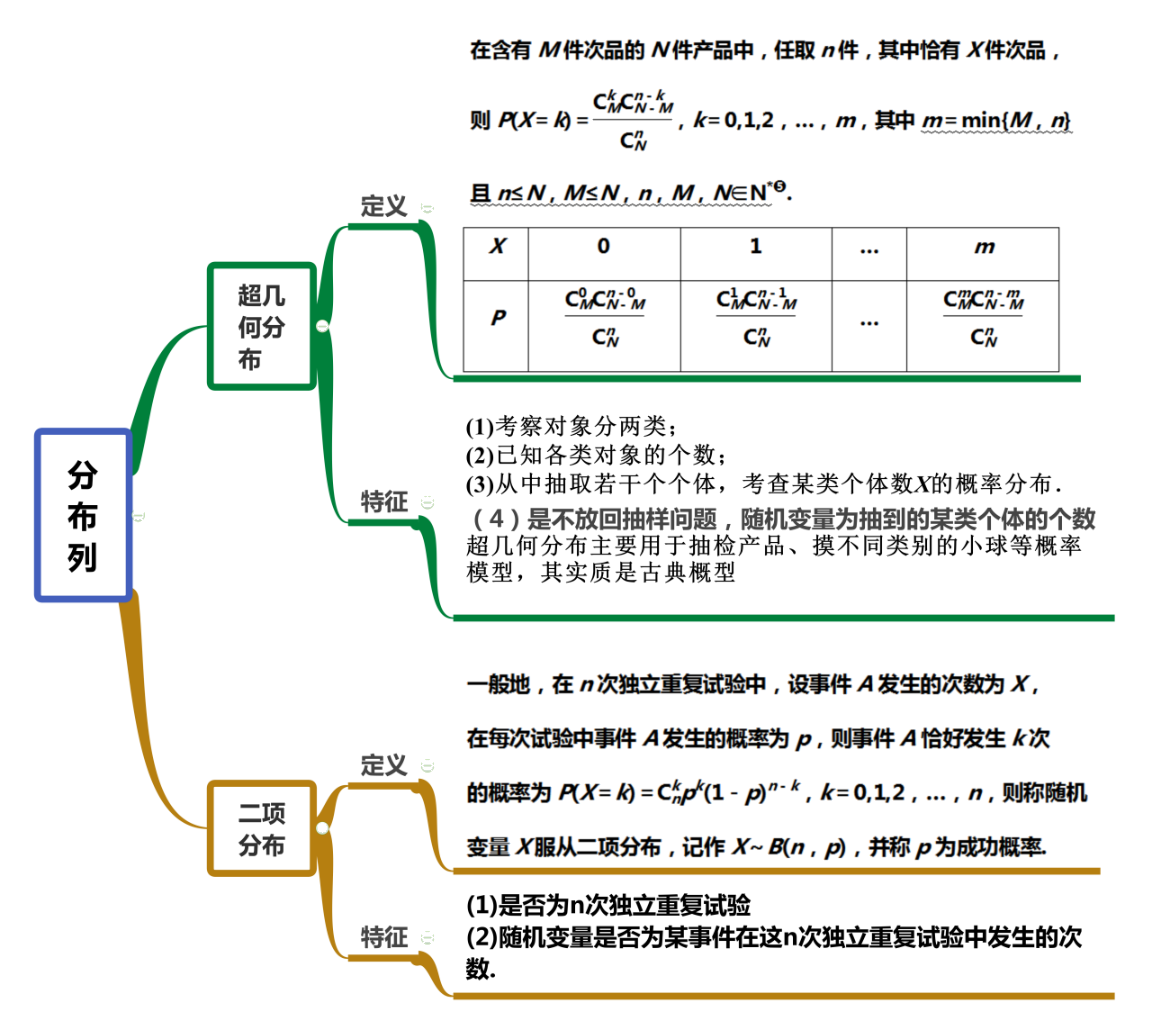 分布列
超几何分布
定义
在含有 M 件次品的 N 件产品中，任取 n 件，其中恰有 X 件次品，
则 P(X = k) = \frac{C_M^k C_{N-M}^{n-k}}{C_N^n}，k = 0,1,2，…，m，其中 m = min{M，n}
且 n ≤ N，M ≤ N，n，M，N∈N^*❺.
X 0 1 … m
P \frac{C_M^0 C_{N-M}^{n-0}}{C_N^n} \frac{C_M^1 C_{N-M}^{n-1}}{C_N^n} … \frac{C_M^m C_{N-M}^{n-m}}{C_N^n}
特征
(1)考察对象分两类；
(2)已知各类对象的个数；
(3)从中抽取若干个个体，考查某类个体数X的概率分布．
（4）是不放回抽样问题，随机变量为抽到的某类个体的个数
超几何分布主要用于抽检产品、摸不同类别的小球等概率
模型，其实质是古典概型
二项分布
定义
一般地，在 n 次独立重复试验中，设事件 A 发生的次数为 X，
在每次试验中事件 A 发生的概率为 p，则事件 A 恰好发生 k 次
的概率为 P(X = k) = C_n^k p^k(1 - p)^{n-k}，k = 0,1,2，…，n，则称随机
变量 X 服从二项分布，记作 X ~ B(n，p)，并称 p 为成功概率.
特征
(1)是否为n次独立重复试验
(2)随机变量是否为某事件在这n次独立重复试验中发生的次
数.